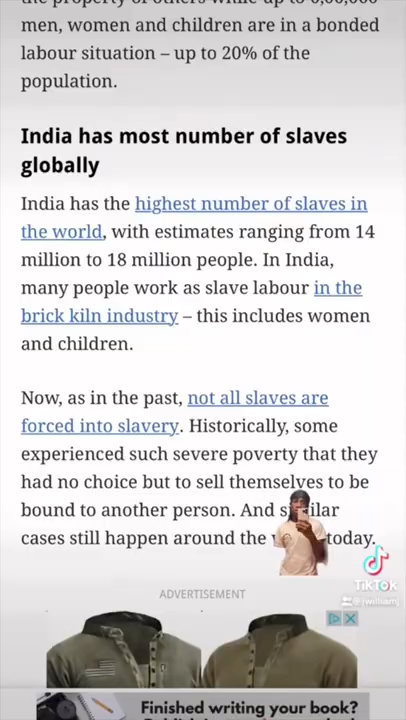 men, women and children are in a bonded
labour situation – up to 20% of the
population.
India has most number of slaves
globally
India has the highest number of slaves in
the world, with estimates ranging from 14
million to 18 million people. In India,
many people work as slave labour in the
brick kiln industry – this includes women
and children.
Now, as in the past, not all slaves are
forced into slavery. Historically, some
experienced such severe poverty that they
had no choice but to sell themselves to be
bound to another person. And similar
cases still happen around the today.
TikTok
ADVERTISEMENT
Finished writing your book?